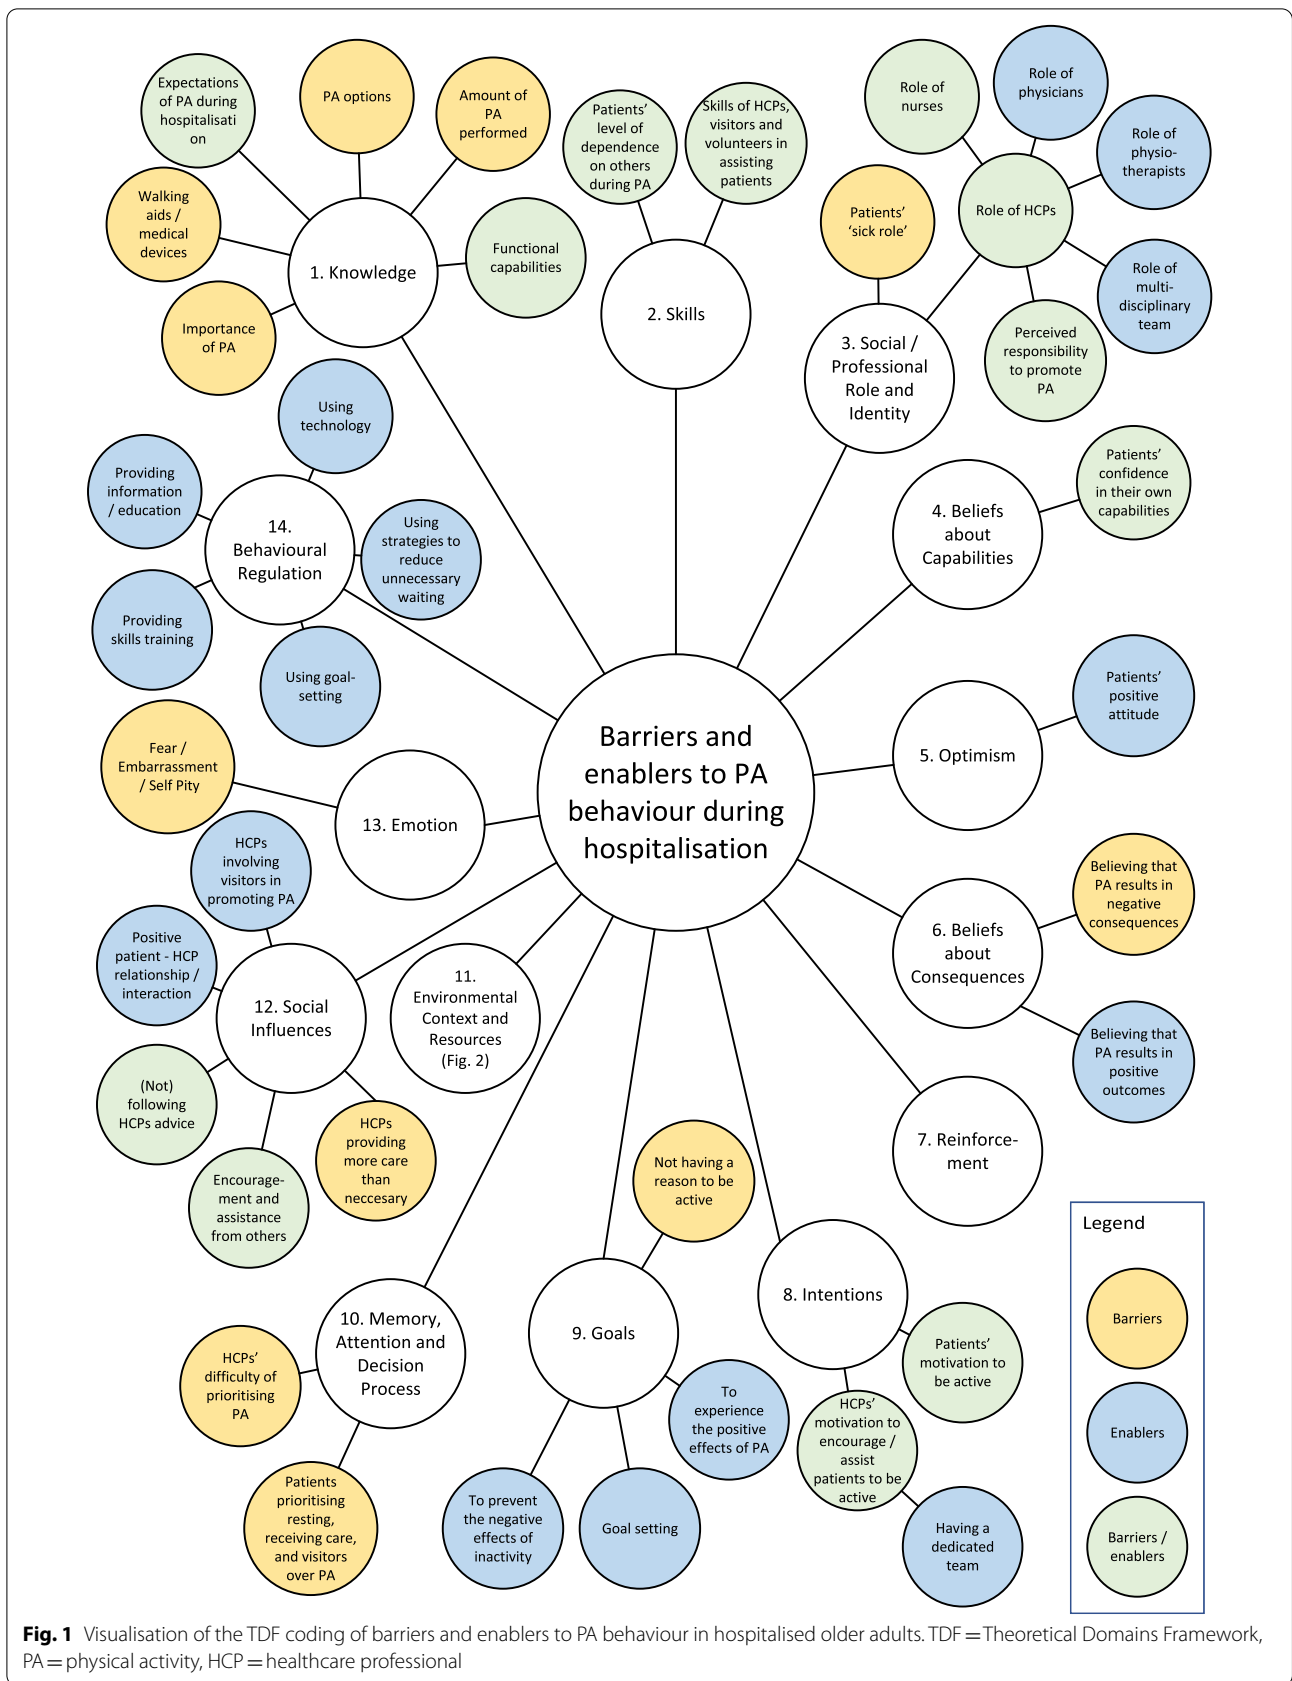 Expectations
of PA during
hospitalisati
on
PA options
Amount of
PA
performed
Walking
aids /
medical
devices
Importance
of PA
Functional
capabilities
1. Knowledge
Patients’
level of
dependence
on others
during PA
Skills of HCPs,
visitors and
volunteers in
assisting
patients
2. Skills
Role of
nurses
Role of
physicians
Role of
physio-
therapists
Role of HCPs
Role of
multi-
disciplinary
team
Perceived
responsibility
to promote
PA
Patients’
‘sick role’
3. Social /
Professional
Role and
Identity
Patients’
confidence
in their own
capabilities
4. Beliefs
about
Capabilities
Patients’
positive
attitude
5. Optimism
Believing that
PA results in
negative
consequences
6. Beliefs
about
Consequences
Believing that
PA results in
positive
outcomes
7. Reinforce-
ment
Using
technology
Providing
information
/ education
14.
Behavioural
Regulation
Using
strategies to
reduce
unnecessary
waiting
Providing
skills training
Using goal-
setting
Barriers and
enablers to PA
behaviour during
hospitalisation
Fear /
Embarrassment
/ Self Pity
13. Emotion
HCPs
involving
visitors in
promoting PA
Positive
patient - HCP
relationship /
interaction
12. Social
Influences
(Not)
following
HCPs advice
Encourage-
ment and
assistance
from others
HCPs
providing
more care
than
neccesary
11.
Environmental
Context and
Resources
(Fig. 2)
10. Memory,
Attention and
Decision
Process
HCPs’
difficulty of
prioritising
PA
Patients
prioritising
resting,
receiving care,
and visitors
over PA
Not having a
reason to be
active
9. Goals
To
experience
the positive
effects of PA
To prevent
the negative
effects of
inactivity
Goal setting
8. Intentions
Patients’
motivation to
be active
HCPs’
motivation to
encourage /
assist
patients to be
active
Having a
dedicated
team
Legend
Barriers
Enablers
Barriers /
enablers
Fig. 1 Visualisation of the TDF coding of barriers and enablers to PA behaviour in hospitalised older adults. TDF = Theoretical Domains Framework,
PA = physical activity, HCP = healthcare professional